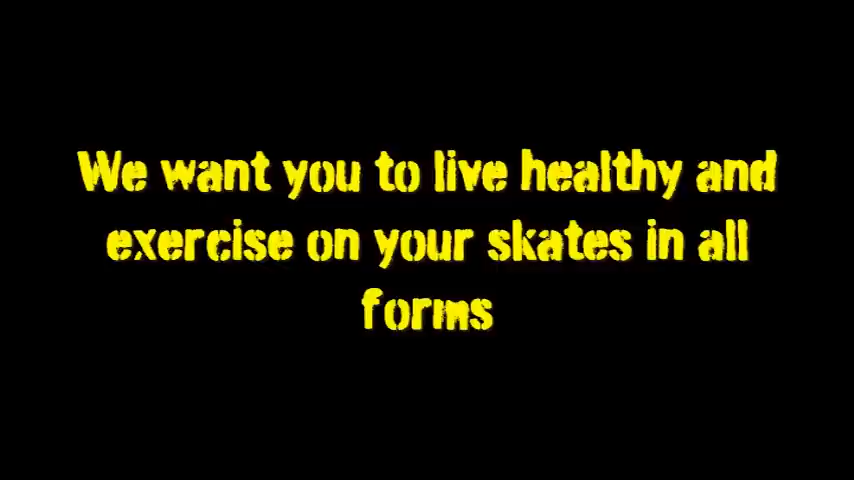 We want you to live healthy and
exercise on your skates in all
forms